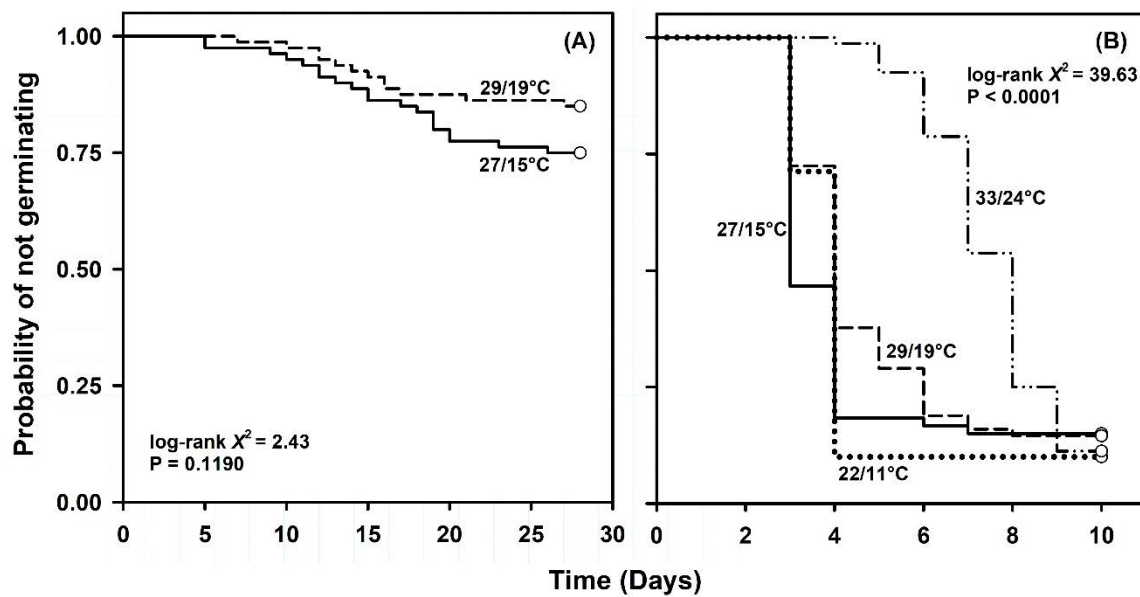 Probability of not germinating
1.00
0.75
0.50
0.25
0.00
(A)
29/19°C
27/15°C
log-rank X² = 2.43
P = 0.1190
0 5 10 15 20 25 30
(B)
log-rank X² = 39.63
P < 0.0001
33/24°C
27/15°C
29/19°C
22/11°C
0 2 4 6 8 10
Time (Days)